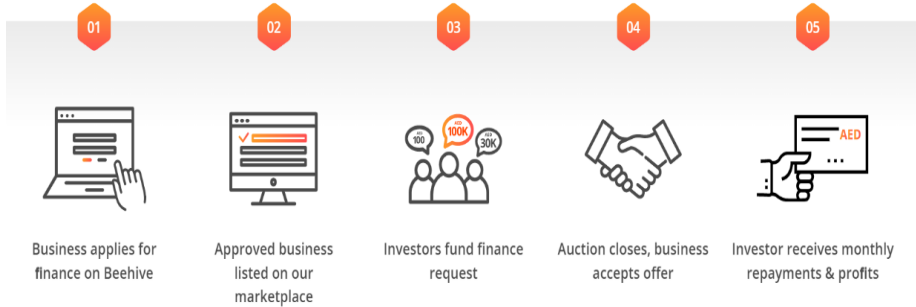 01
02
03
04
05
AED
100
AED
100K
AED
30K
AED
Business applies for
finance on Beehive
Approved business
listed on our
marketplace
Investors fund finance
request
Auction closes, business
accepts offer
Investor receives monthly
repayments & profits